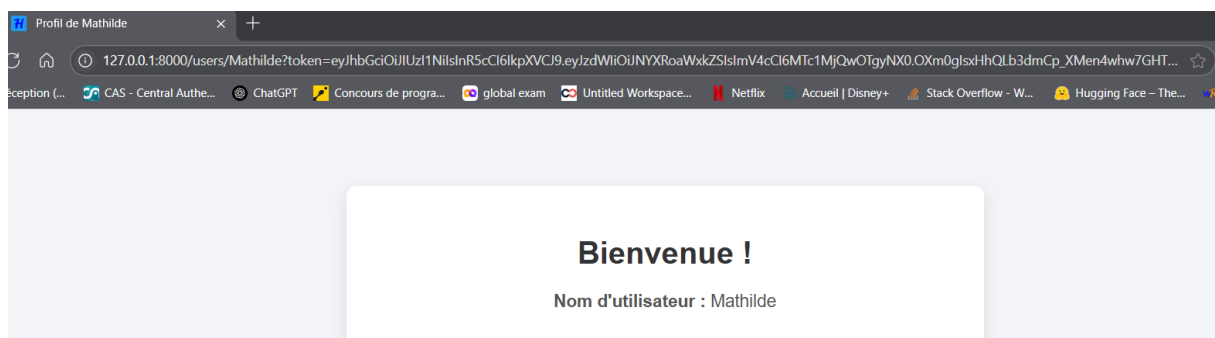 Profil de Mathilde
127.0.0.1:8000/users/Mathilde?token=eyJhbGciOiJIUzI1NiIsInR5cCI6IkpXVCJ9.eyJzdWIiOiJNYXRoaWxkZSIsImV4cCI6MTc1MjQwOTgyNX0.OXm0glsxHhQLb3dmCp_XMen4whw7GHT...
éception (... CAS - Central Authe... ChatGPT Concours de progra... global exam Untitled Workspace... Netflix Accueil | Disney+ Stack Overflow - W... Hugging Face – The...
Bienvenue !
Nom d'utilisateur : Mathilde